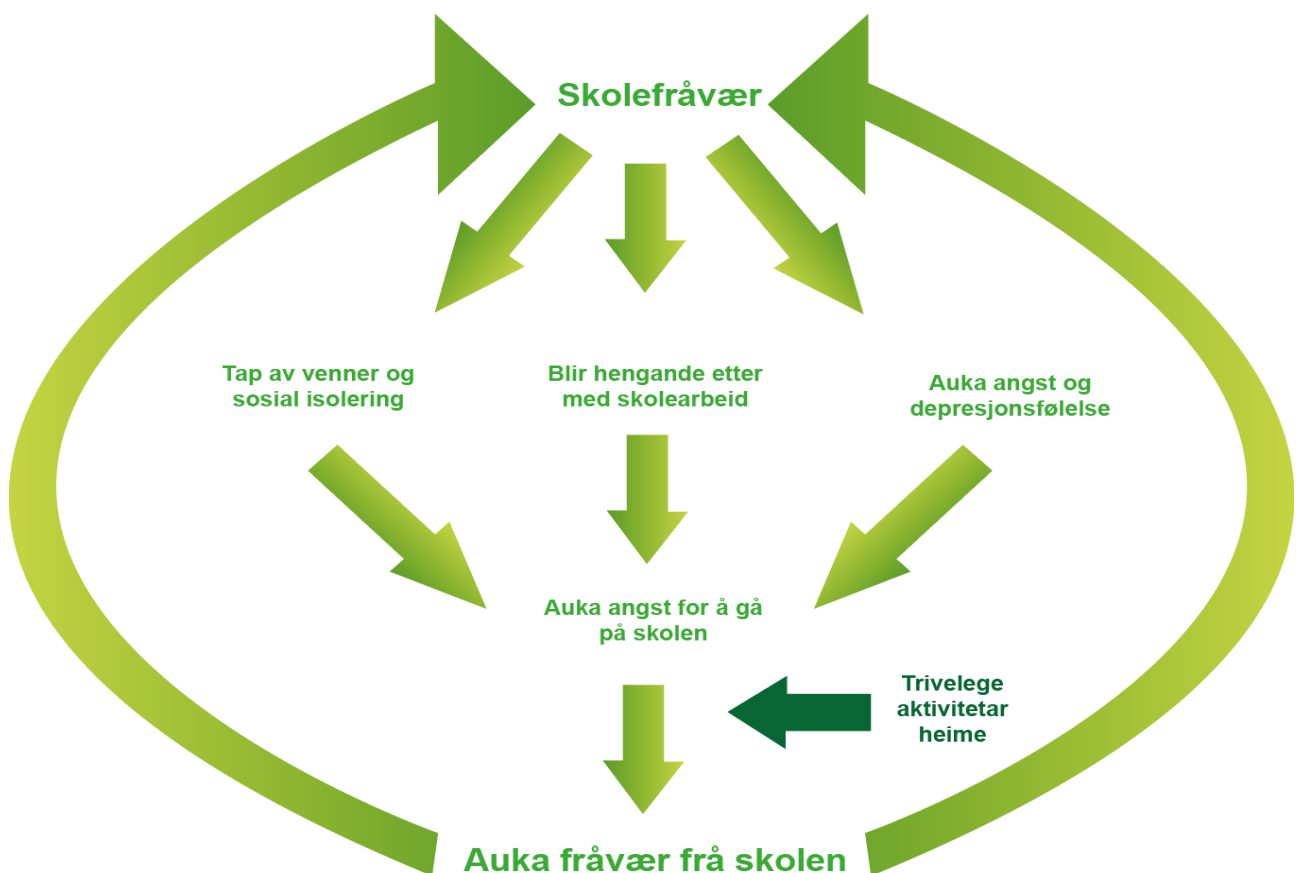 Skolefråvær
Tap av venner og
sosial isolering
Blir hengande etter
med skolearbeid
Auka angst og
depresjonsfølelse
Auka angst for å gå
på skolen
Trivelege
aktivitetar
heime
Auka fråvær frå skolen